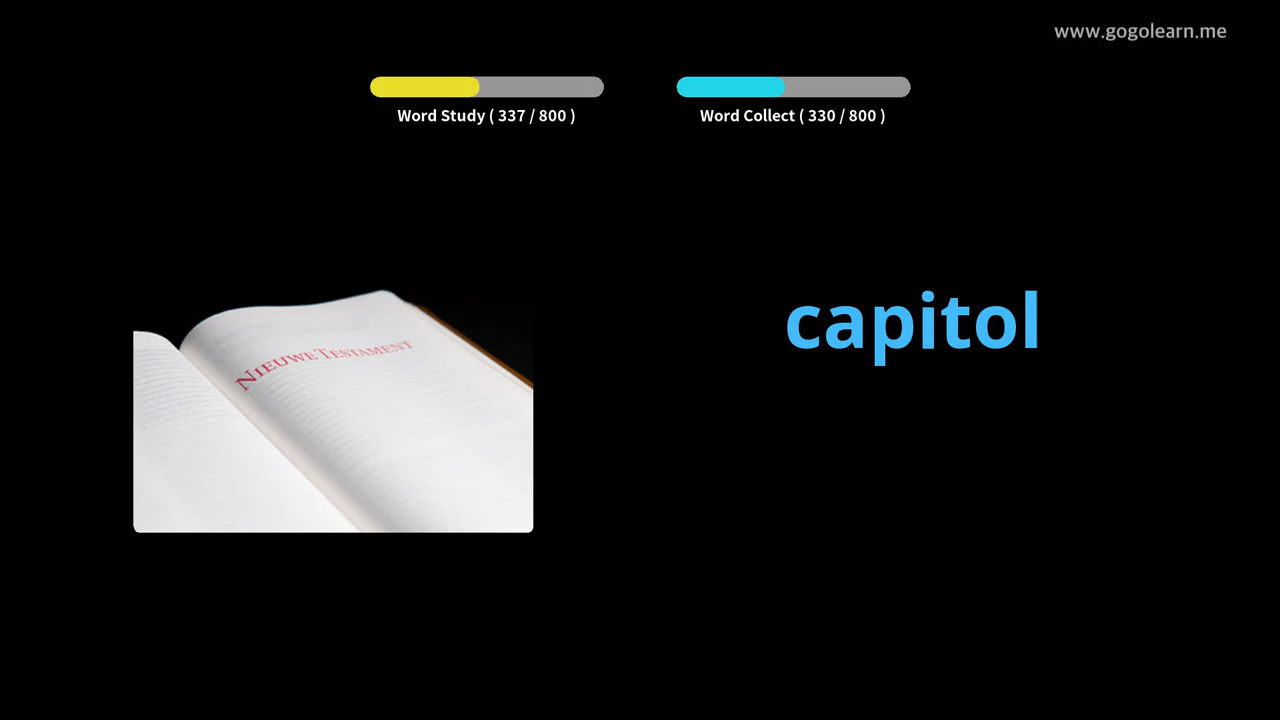 www.gogolearn.me
Word Study ( 337 / 800 )
Word Collect ( 330 / 800 )
NIEUWE TESTAMENT
capitol